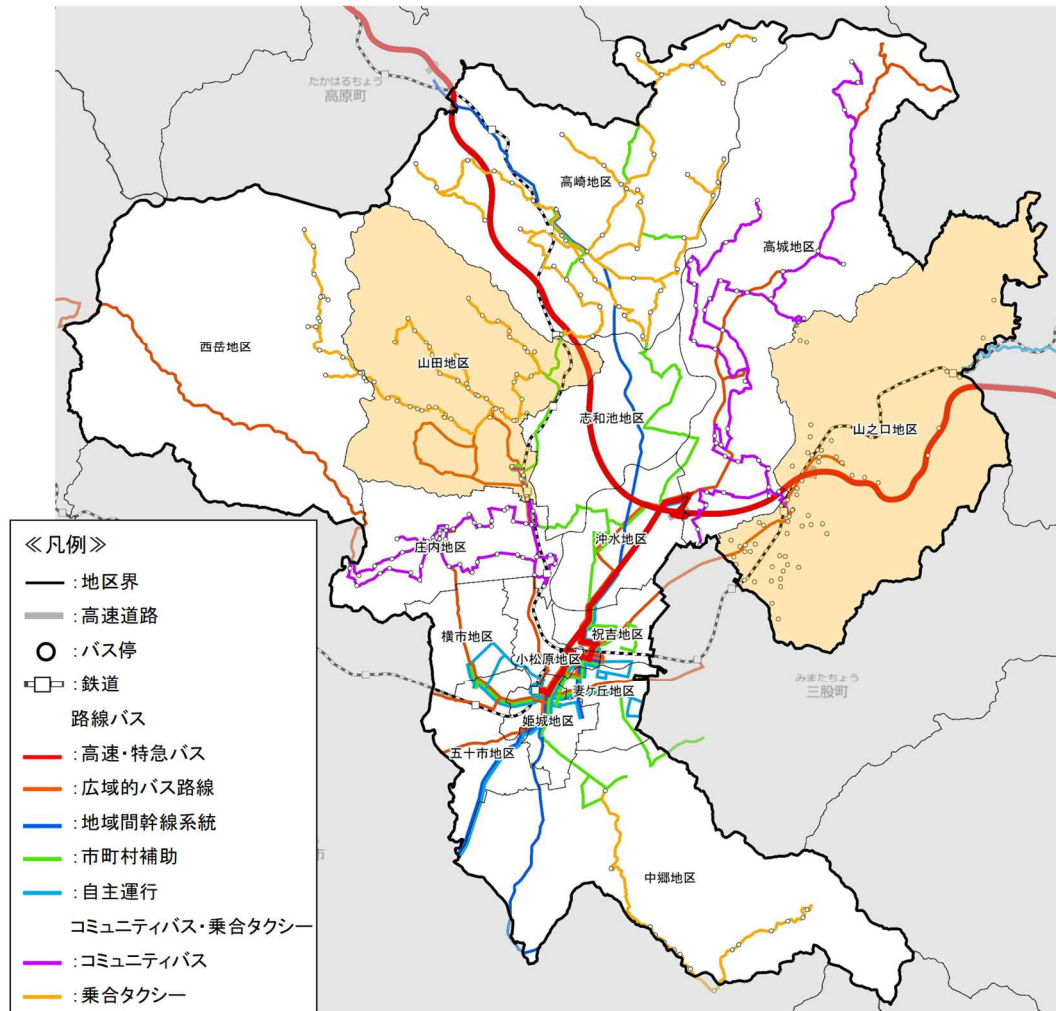 たかはるちょう
高原町
高崎地区
高城地区
西岳地区
山田地区
志和池地区
山之口地区
沖水地区
庄内地区
横市地区
祝吉地区
小松原地区
妻ケ丘地区
姫城地区
五十市地区
みまたちょう
三股町
中郷地区
市
≪凡例≫
:地区界
:高速道路
:バス停
:鉄道
路線バス
:高速・特急バス
:広域的バス路線
:地域間幹線系統
:市町村補助
:自主運行
コミュニティバス・乗合タクシー
:コミュニティバス
:乗合タクシー